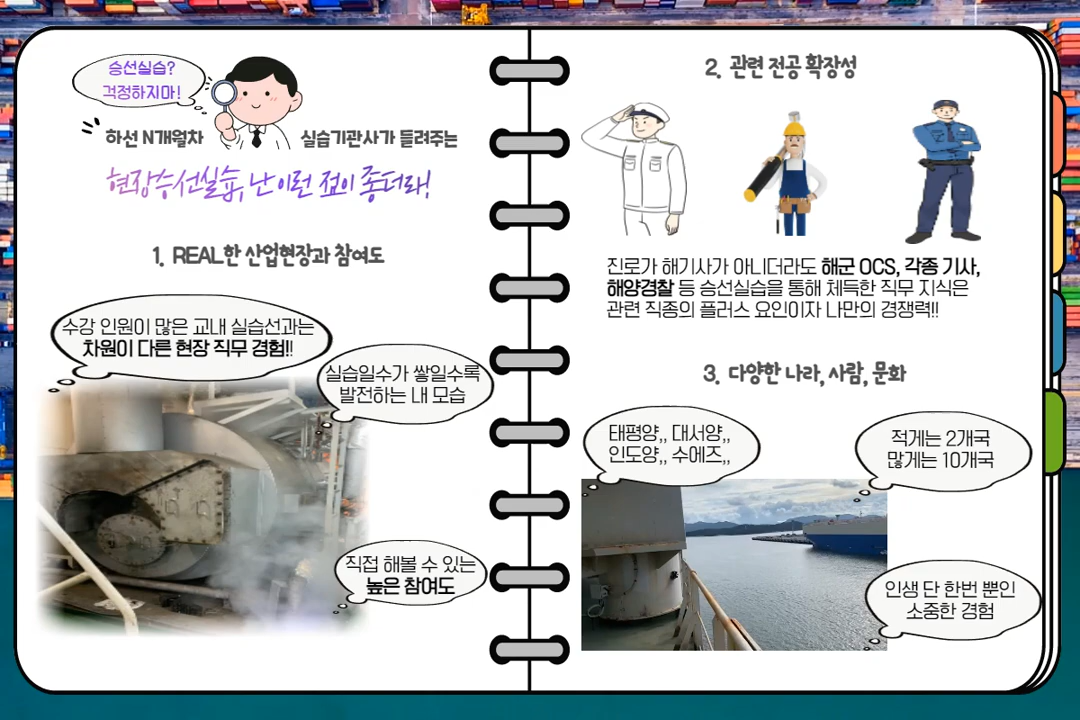 승선실습?
걱정하지마!
하선 N개월차 실습기관사가 들려주는
현장승선실습, 난 이런 점이 좋더라!
1. REAL한 산업현장과 참여도
수강 인원이 많은 교내 실습선과는
차원이 다른 현장 직무 경험!!
실습일수가 쌓일수록
발전하는 내 모습
직접 해볼 수 있는
높은 참여도
2. 관련 전공 확장성
진로가 해기사가 아니더라도 해군 OCS, 각종 기사,
해양경찰 등 승선실습을 통해 체득한 직무 지식은
관련 직종의 플러스 요인이자 나만의 경쟁력!!
3. 다양한 나라, 사람, 문화
태평양,, 대서양,,
인도양,, 수에즈,,
적게는 2개국
많게는 10개국
인생 단 한번 뿐인
소중한 경험